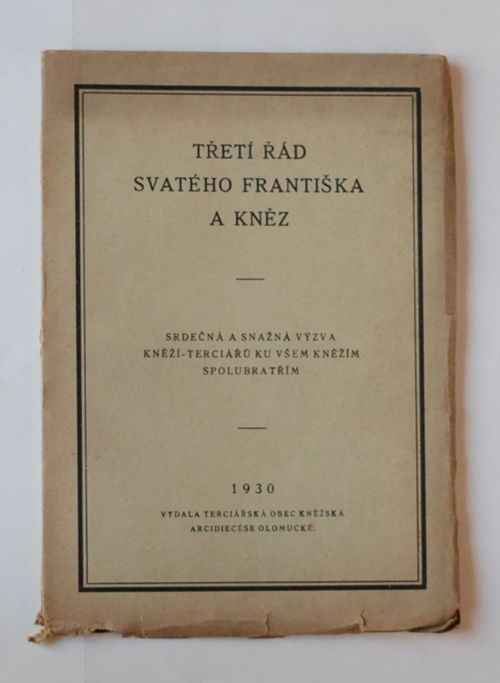 TŘETÍ ŘÁD
SVATÉHO FRANTIŠKA
A KNĚZ
SRDEČNÁ A SNAŽNÁ VÝZVA
KNĚŽÍ-TERCIÁŘŮ KU VŠEM KNĚŽÍM
SPOLUBRATŘÍM
1930
VYDALA TERCIÁŘSKÁ OBEC KNĚŽSKÁ
ARCIDIECÉSE OLOMUCKÉ.